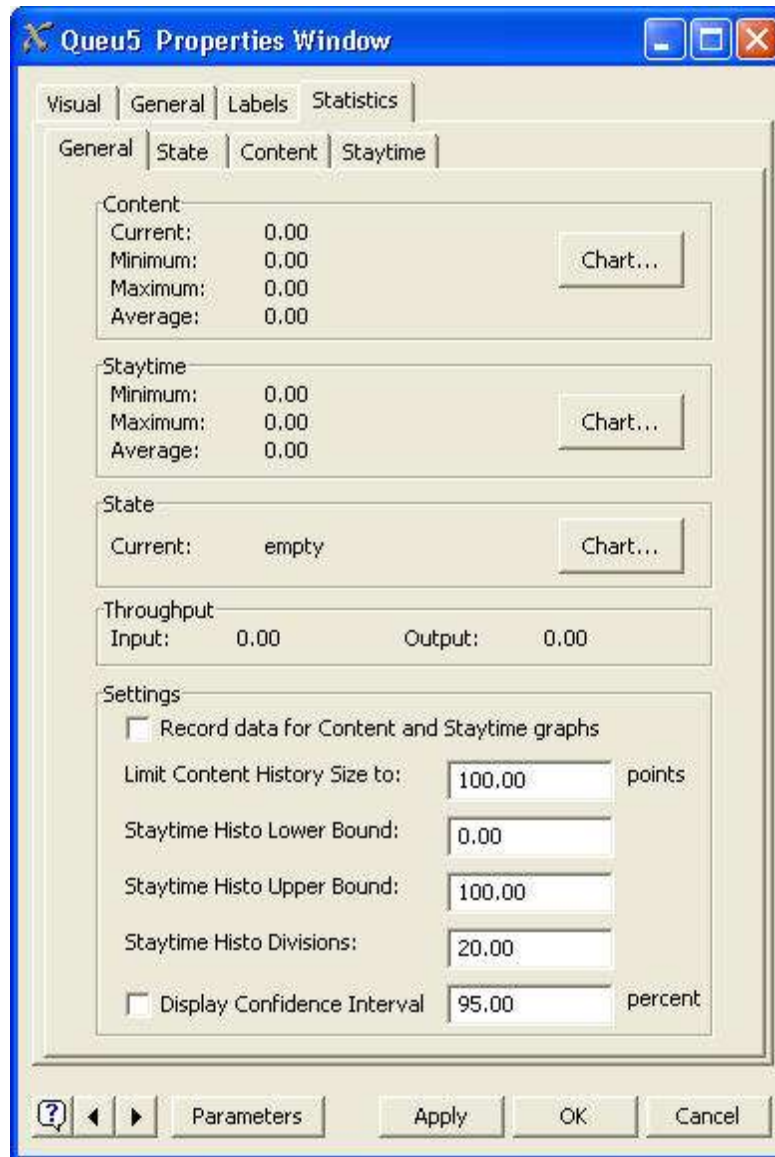 Queu5 Properties Window
Visual General Labels Statistics
General State Content Staytime
Content
Current: 0.00
Minimum: 0.00
Maximum: 0.00
Average: 0.00
Chart...
Staytime
Minimum: 0.00
Maximum: 0.00
Average: 0.00
Chart...
State
Current: empty
Chart...
Throughput
Input: 0.00 Output: 0.00
Settings
Record data for Content and Staytime graphs
Limit Content History Size to: 100.00 points
Staytime Histo Lower Bound: 0.00
Staytime Histo Upper Bound: 100.00
Staytime Histo Divisions: 20.00
Display Confidence Interval 95.00 percent
? Parameters Apply OK Cancel